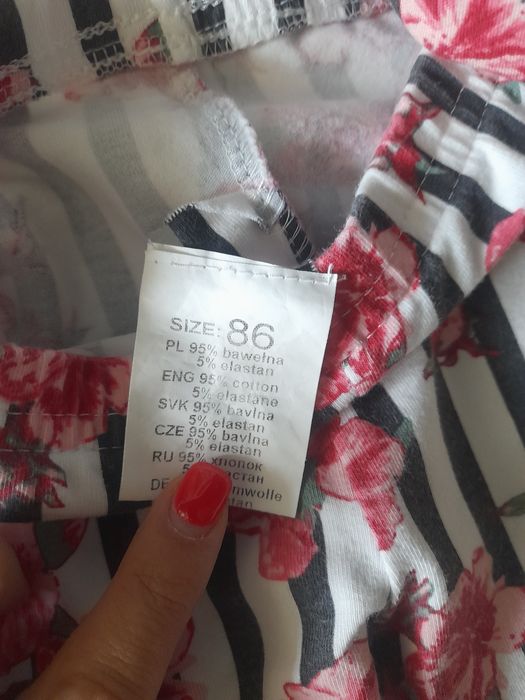 SIZE: 86
PL 95% bawełna
5% elastan
ENG 95% cotton
5% elastane
SVK 95% bavlna
5% elastan
CZE 95% bavlna
5% elastan
RU 95% хлопок
DE